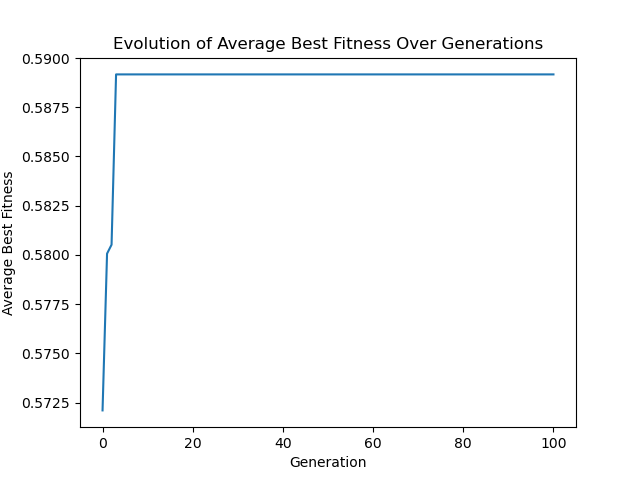 Evolution of Average Best Fitness Over Generations
0.5900
0.5875
0.5850
0.5825
0.5800
0.5775
0.5750
0.5725
Average Best Fitness
0 20 40 60 80 100
Generation